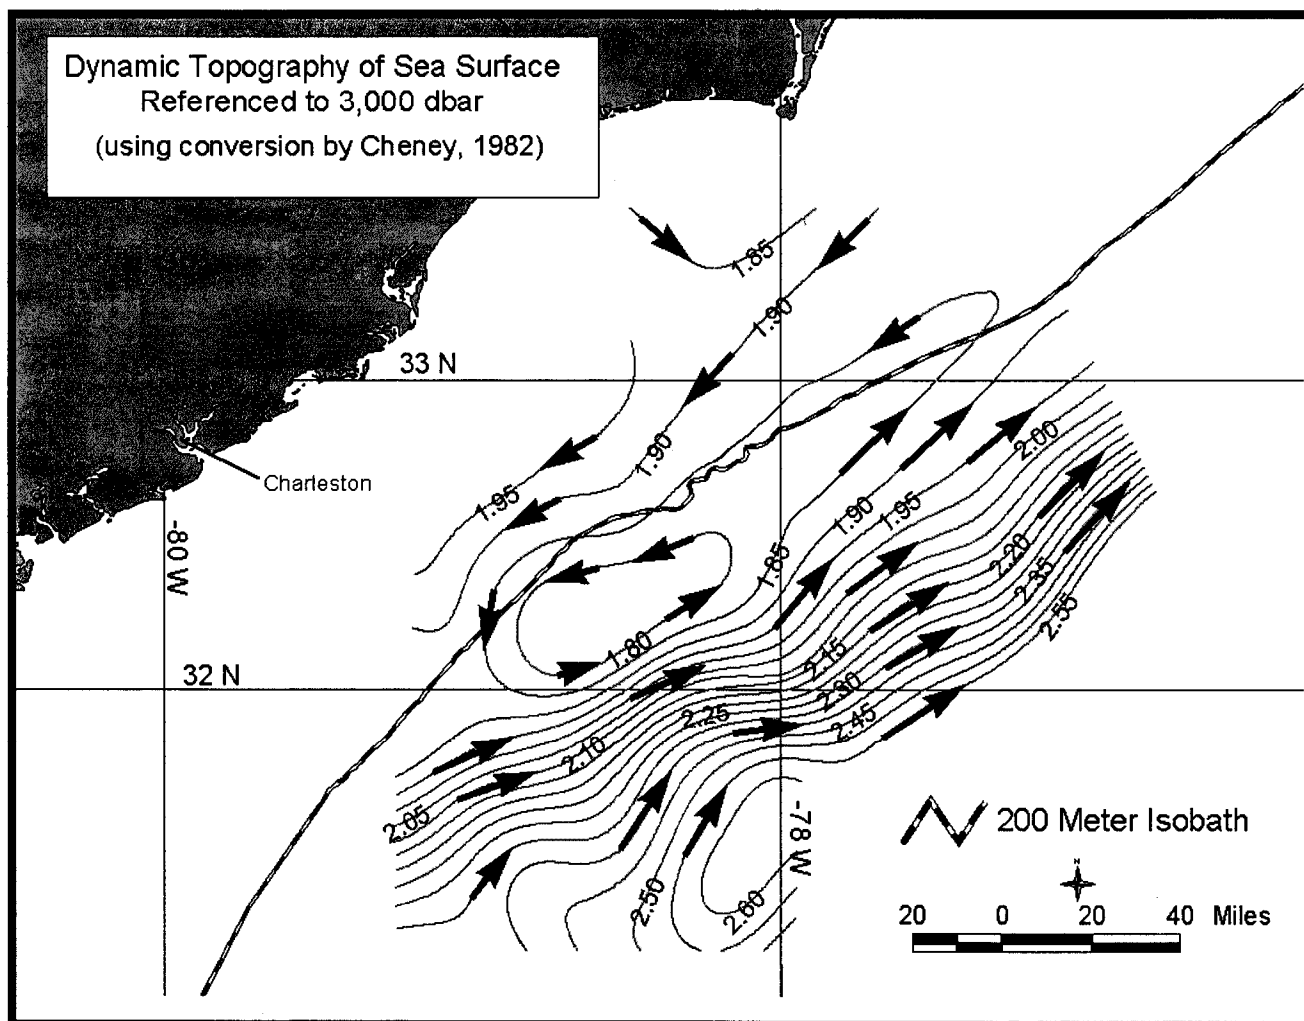 Dynamic Topography of Sea Surface
Referenced to 3,000 dbar
(using conversion by Cheney, 1982)
1.85
1.90
33 N
1.90
2.00
Charleston
1.95
1.90
1.95
-80 W
1.85
2.20
2.35
2.55
32 N
1.80
2.15
2.30
2.25
2.45
2.10
2.05
-78 W
200 Meter Isobath
N
2.50
2.60
20 0 20 40 Miles